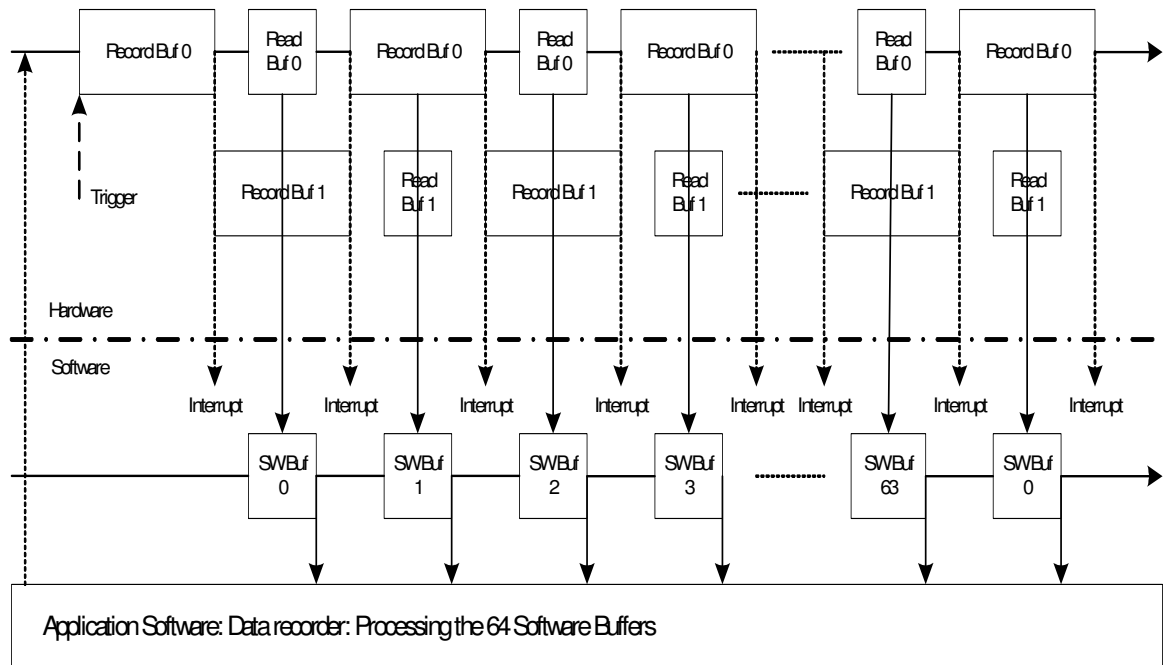 Record Buf 0
Read
Buf 0
Record Buf 0
Read
Buf 0
Record Buf 0
Read
Buf 0
Record Buf 0
Trigger
Record Buf 1
Read
Buf 1
Record Buf 1
Read
Buf 1
Record Buf 1
Read
Buf 1
Hardware
Software
Interrupt
Interrupt
Interrupt
Interrupt
Interrupt
Interrupt
Interrupt
Interrupt
SW Buf
0
SW Buf
1
SW Buf
2
SW Buf
3
SW Buf
63
SW Buf
0
Application Software: Data recorder: Processing the 64 Software Buffers